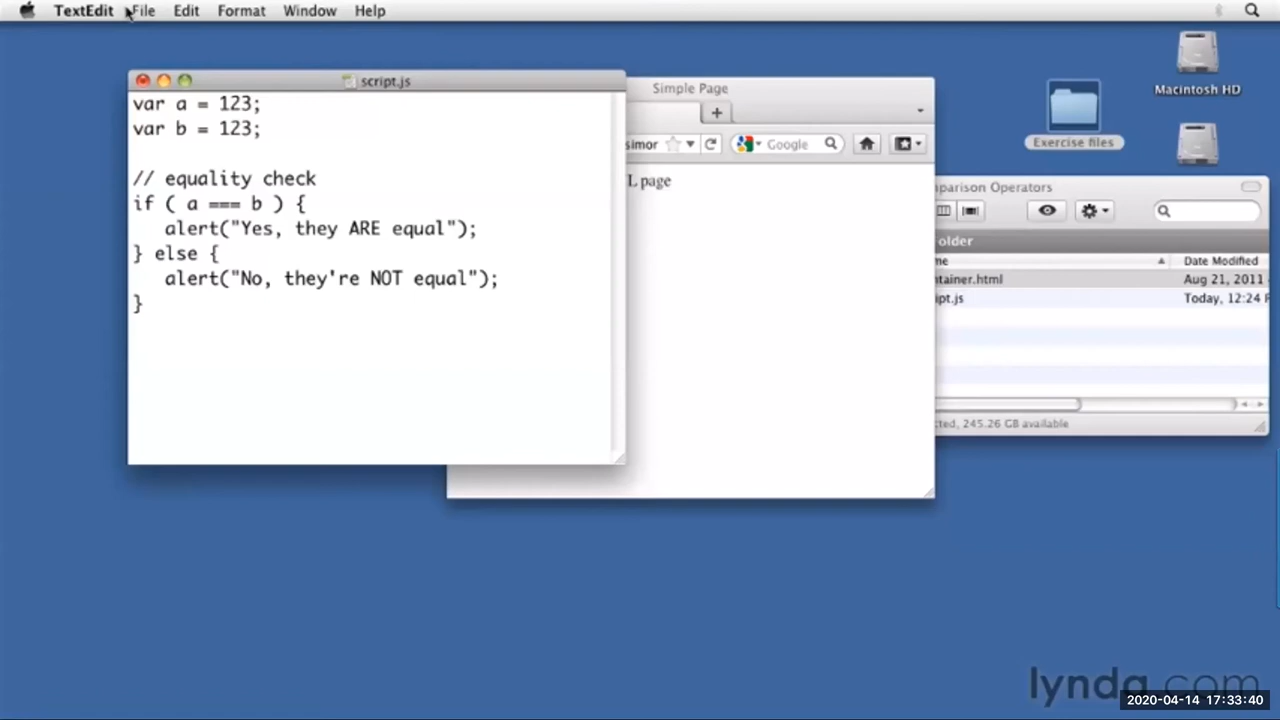 TextEdit File Edit Format Window Help
Macintosh HD
script.js
Simple Page
var a = 123;
var b = 123;
Google
Exercise files
// equality check
L page
parison Operators
if ( a === b ) {
alert("Yes, they ARE equal");
older
} else {
Date Modified
alert("No, they're NOT equal");
tainer.html Aug 21, 2011
pt.js Today, 12:24
}
ted, 245.26 GB available
lynda.com
2020-04-14 17:33:40